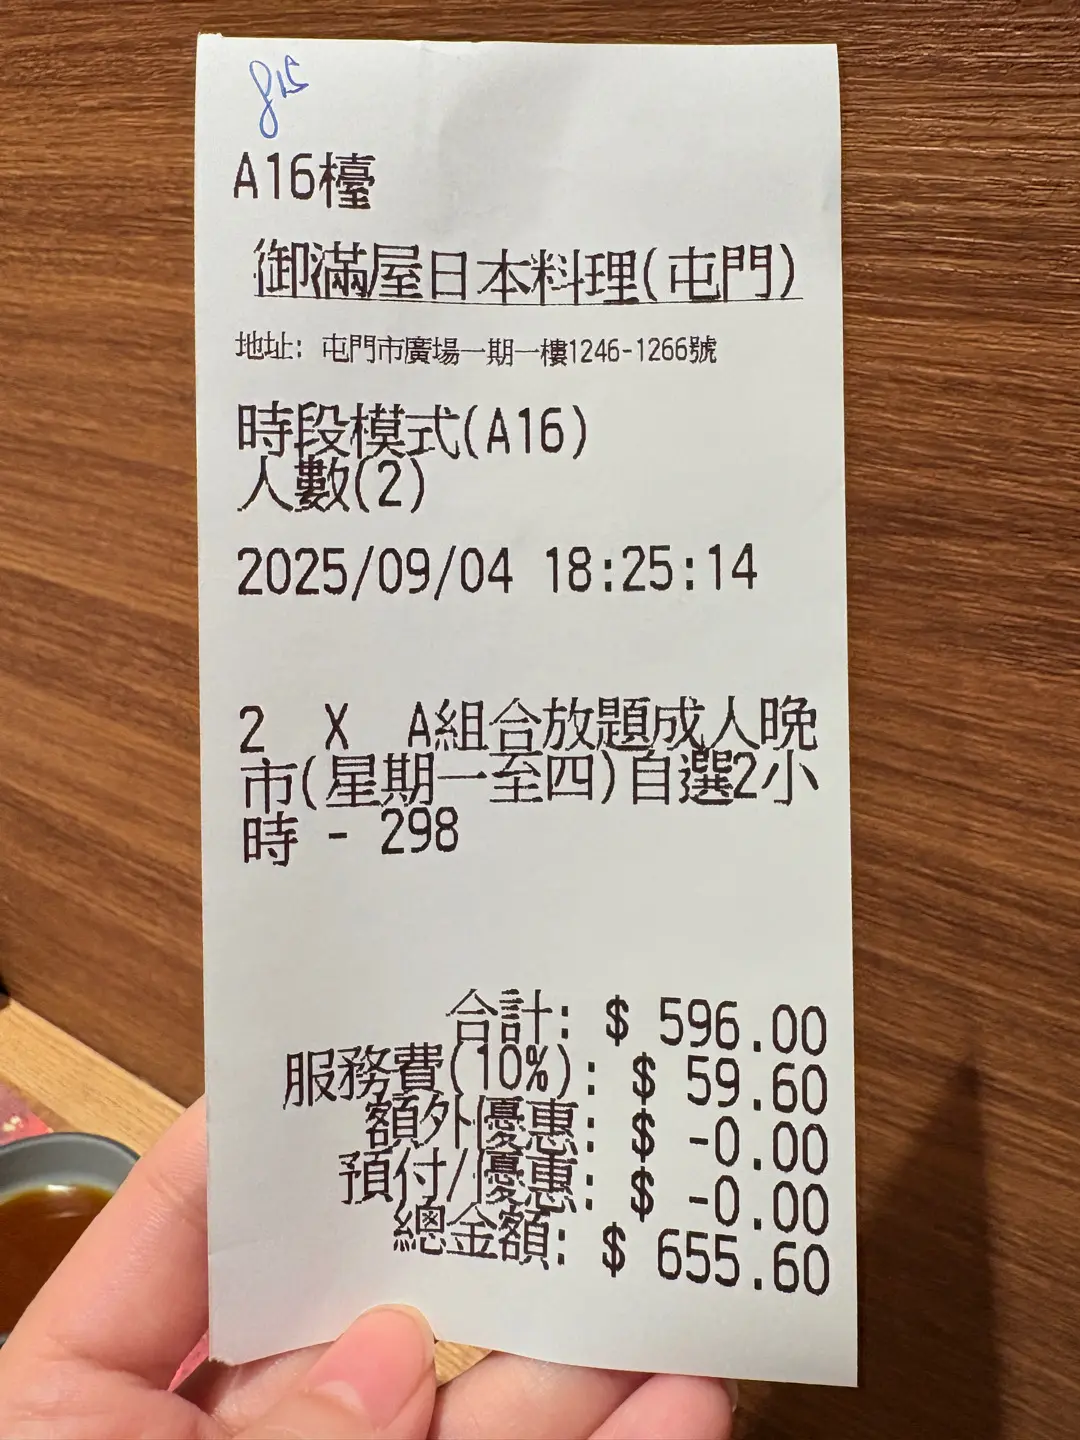 815
A16檯
御滿屋日本料理(屯門)
地址: 屯門市廣場一期一樓1246-1266號
時段模式(A16)
人數(2)
2025/09/04 18:25:14
2 X A組合放題成人晚
市(星期一至四)自選2小
時 - 298
合計: $ 596.00
服務費(10%): $ 59.60
額外優惠: $ -0.00
預付/優惠: $ -0.00
總金額: $ 655.60